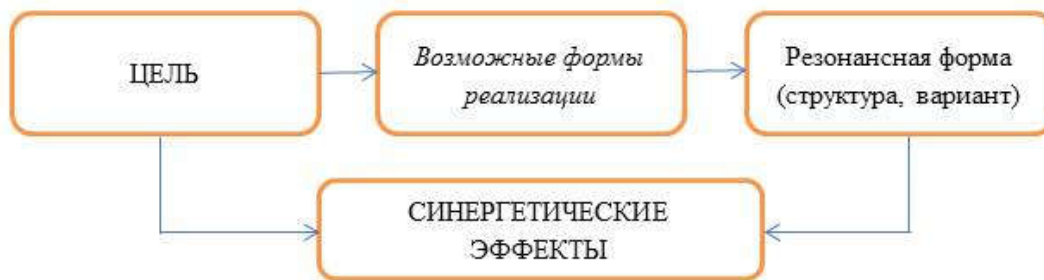 ЦЕЛЬ
Возможные формы
реализации
Резонансная форма
(структура, вариант)
СИНЕРГЕТИЧЕСКИЕ
ЭФФЕКТЫ